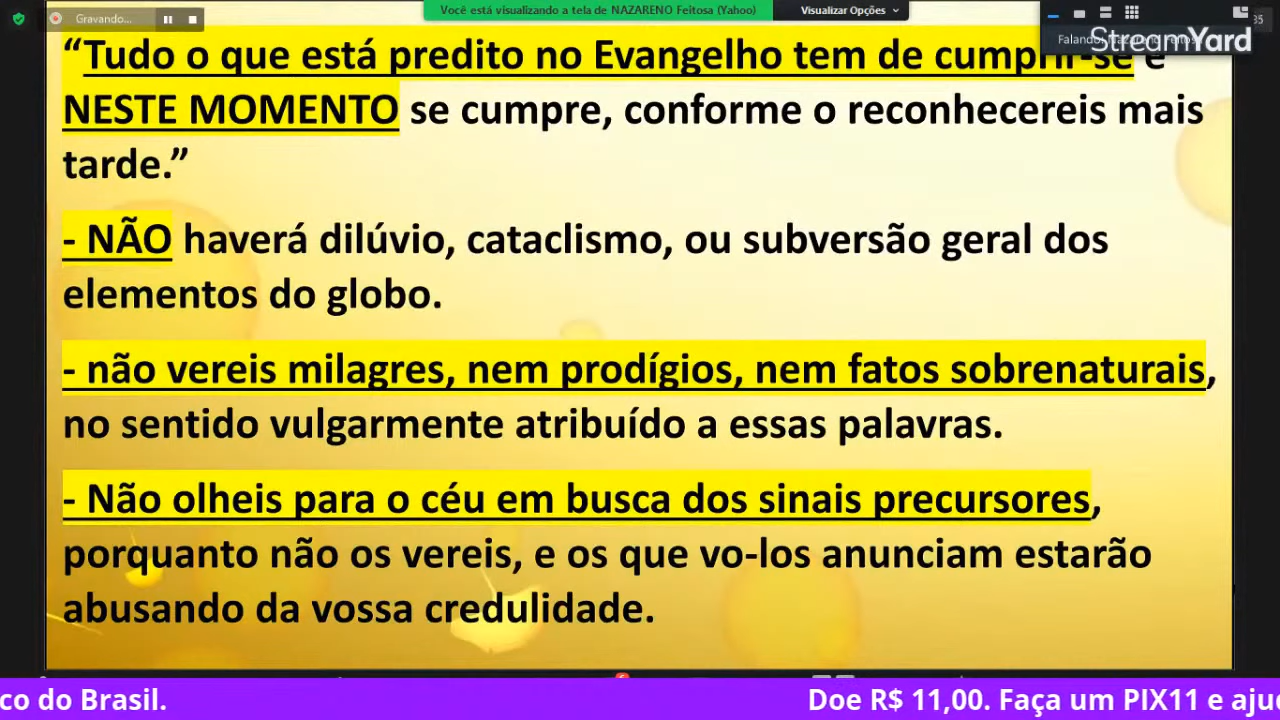 Gravando...
Você está visualizando a tela de NAZARENO Feitosa (Yahoo)
Visualizar Opções
StreamYard
“Tudo o que está predito no Evangelho tem de cumprir-se e
NESTE MOMENTO se cumpre, conforme o reconhecereis mais
tarde.”
- NÃO haverá dilúvio, cataclismo, ou subversão geral dos
elementos do globo.
- não vereis milagres, nem prodígios, nem fatos sobrenaturais,
no sentido vulgarmente atribuído a essas palavras.
- Não olheis para o céu em busca dos sinais precursores,
porquanto não os vereis, e os que vo-los anunciam estarão
abusando da vossa credulidade.
co do Brasil.
Doe R$ 11,00. Faça um PIX11 e ajud